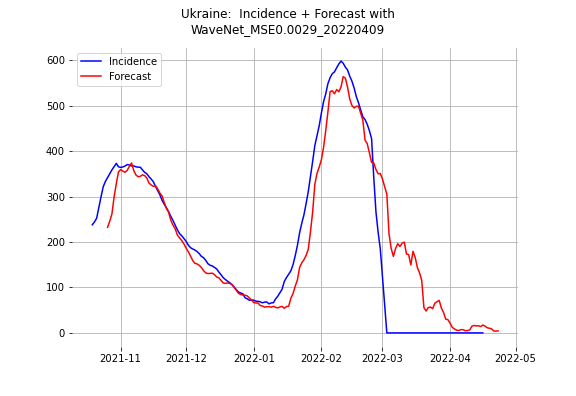 Ukraine:  Incidence + Forecast with
WaveNet_MSE0.0029_20220409
Incidence
Forecast
600
500
400
300
200
100
0
2021-11 2021-12 2022-01 2022-02 2022-03 2022-04 2022-05